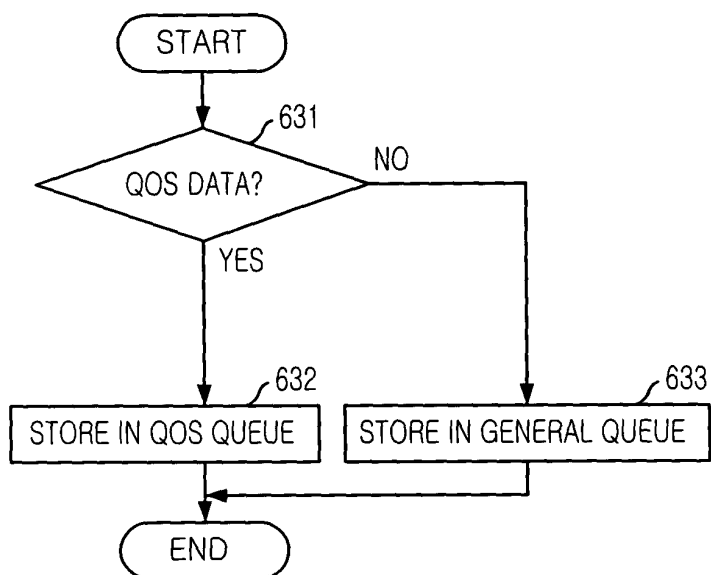 START
631
QOS DATA?
NO
YES
632
633
STORE IN QOS QUEUE
STORE IN GENERAL QUEUE
END